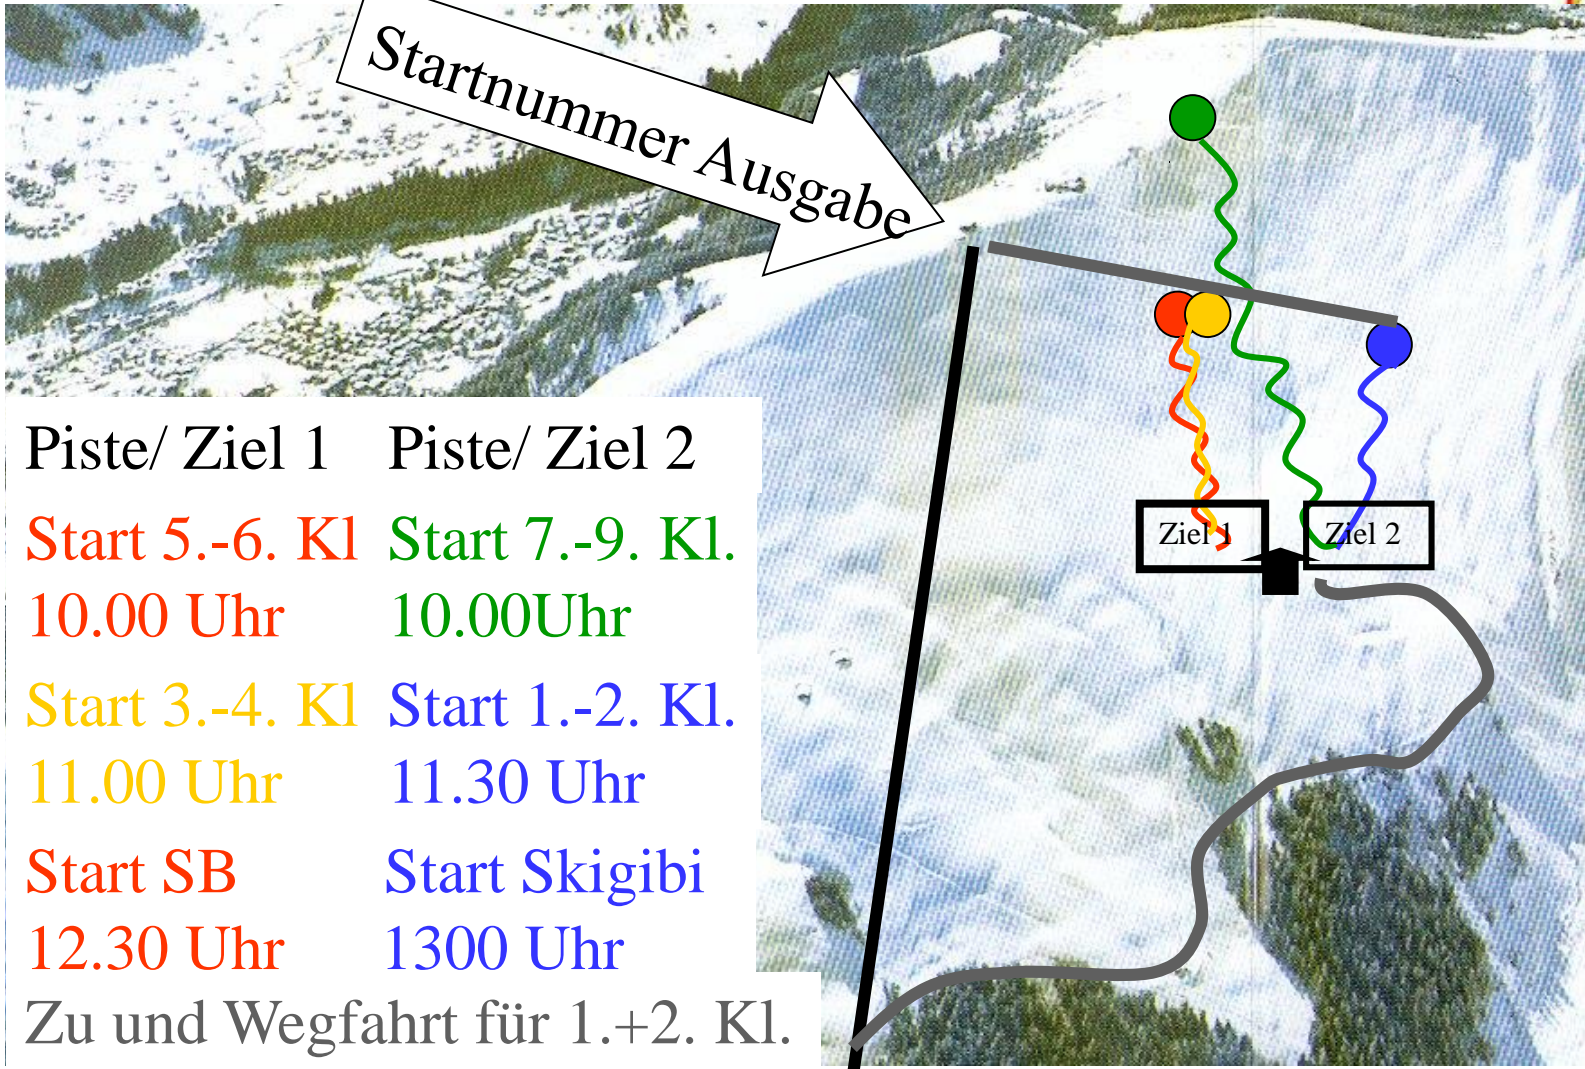 Startnummer Ausgabe
Piste/ Ziel 1 Piste/ Ziel 2
Start 5.-6. Kl Start 7.-9. Kl.
10.00 Uhr 10.00Uhr
Start 3.-4. Kl Start 1.-2. Kl.
11.00 Uhr 11.30 Uhr
Start SB Start Skigibi
12.30 Uhr 1300 Uhr
Zu und Wegfahrt für 1.+2. Kl.
Ziel 1 Ziel 2